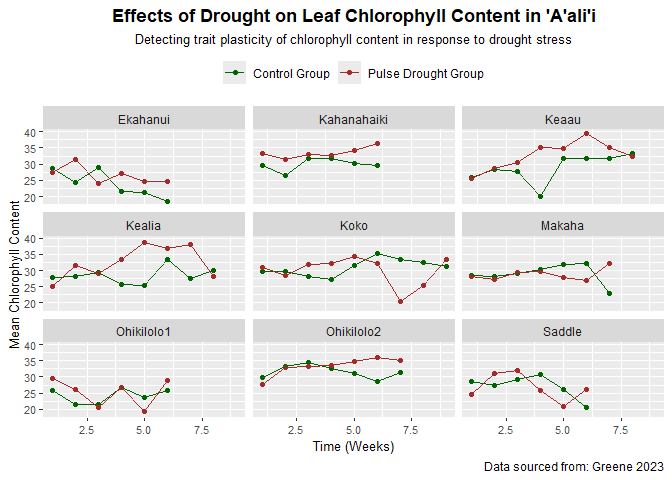 Effects of Drought on Leaf Chlorophyll Content in 'A'ali'i
Detecting trait plasticity of chlorophyll content in response to drought stress
Control Group Pulse Drought Group
Mean Chlorophyll Content
Ekahanui Kahanahaiki Keaau
40
35
30
25
20
Kealia Koko Makaha
40
35
30
25
20
Ohikilolo1 Ohikilolo2 Saddle
40
35
30
25
20
2.5 5.0 7.5 2.5 5.0 7.5 2.5 5.0 7.5
Time (Weeks)
Data sourced from: Greene 2023